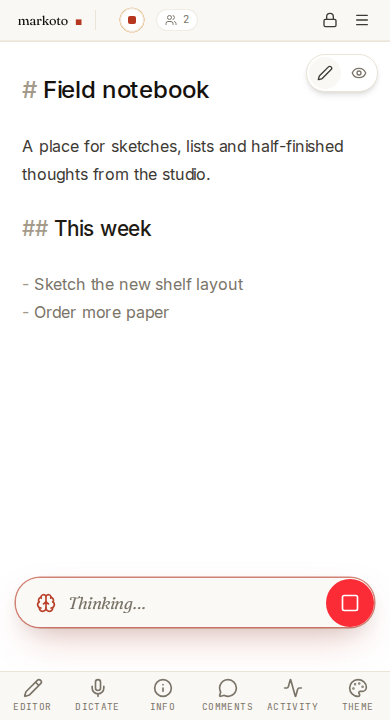 markoto
2
# Field notebook
A place for sketches, lists and half-finished
thoughts from the studio.
## This week
- Sketch the new shelf layout
- Order more paper
Thinking...
EDITOR DICTATE INFO COMMENTS ACTIVITY THEME